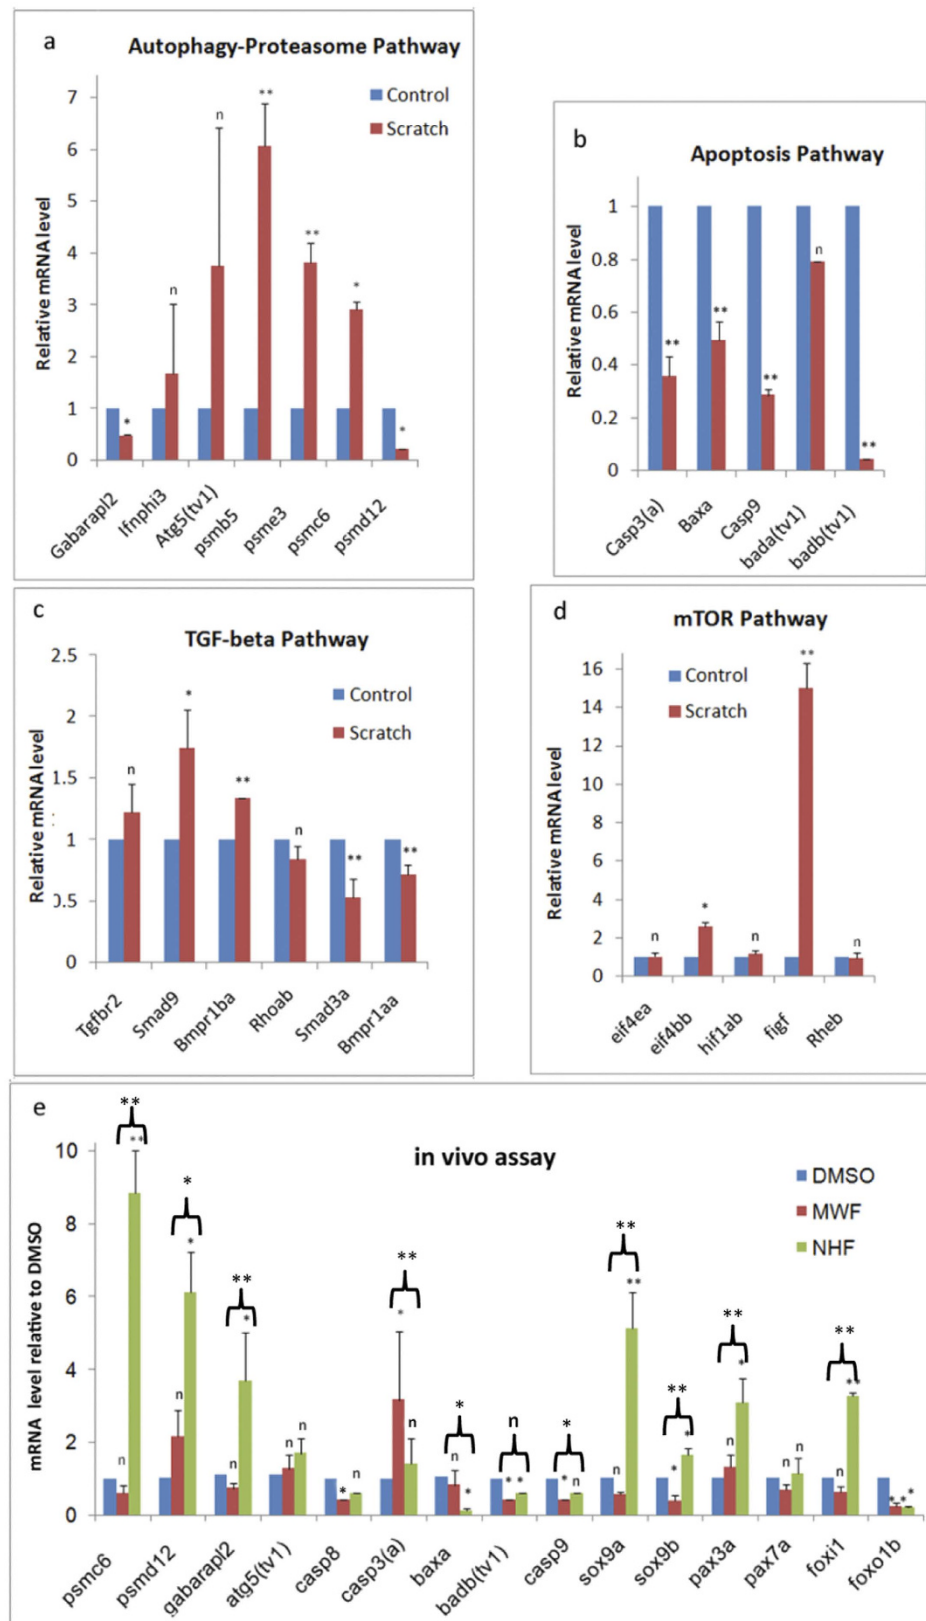 a
Autophagy-Proteasome Pathway
Control
Scratch
Relative mRNA level
7
6
5
4
3
2
1
0
*
n
n
**
**
*
*
Gabarapl2
Ifnphi3
Atg5(tv1)
psmb5
psme3
psmc6
psmd12
b
Apoptosis Pathway
Relative mRNA level
1
0.8
0.6
0.4
0.2
0
**
**
**
n
**
Casp3(a)
Baxa
Casp9
bada(tv1)
badb(tv1)
c
TGF-beta Pathway
Control
Scratch
Relative mRNA level
2.5
2
1.5
1
0.5
0
n
*
**
n
**
**
Tgfbr2
Smad9
Bmpr1ba
Rhoab
Smad3a
Bmpr1aa
d
mTOR Pathway
Control
Scratch
Relative mRNA level
16
14
12
10
8
6
4
2
0
n
*
n
**
n
eif4ea
eif4bb
hif1ab
figf
Rheb
e
in vivo assay
DMSO
MWF
NHF
mRNA level relative to DMSO
10
8
6
4
2
0
** * ** ** * n * ** ** ** **
n ** n * n * n n * n * n n * * * n n ** * * n * n n n ** * * *
psmc6
psmd12
gabarapl2
atg5(tv1)
casp8
casp3(a)
baxa
badb(tv1)
casp9
sox9a
sox9b
pax3a
pax7a
foxi1
foxo1b